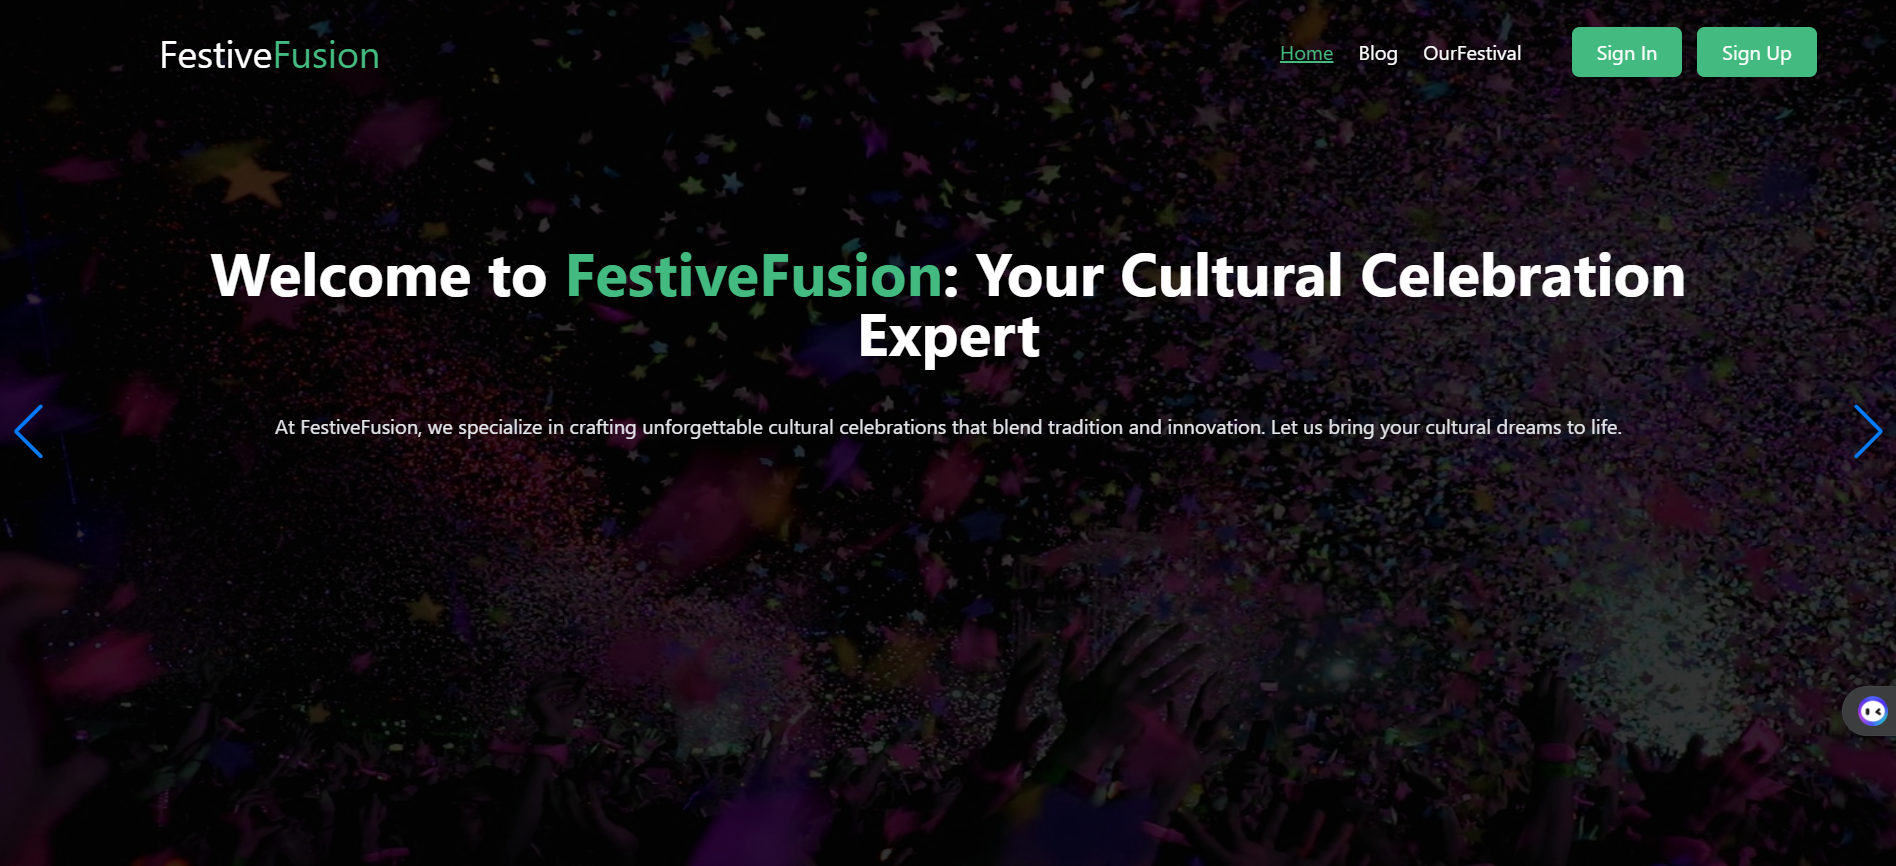 FestiveFusion
Home Blog OurFestival Sign In Sign Up
Welcome to FestiveFusion: Your Cultural Celebration
Expert
At FestiveFusion, we specialize in crafting unforgettable cultural celebrations that blend tradition and innovation. Let us bring your cultural dreams to life.